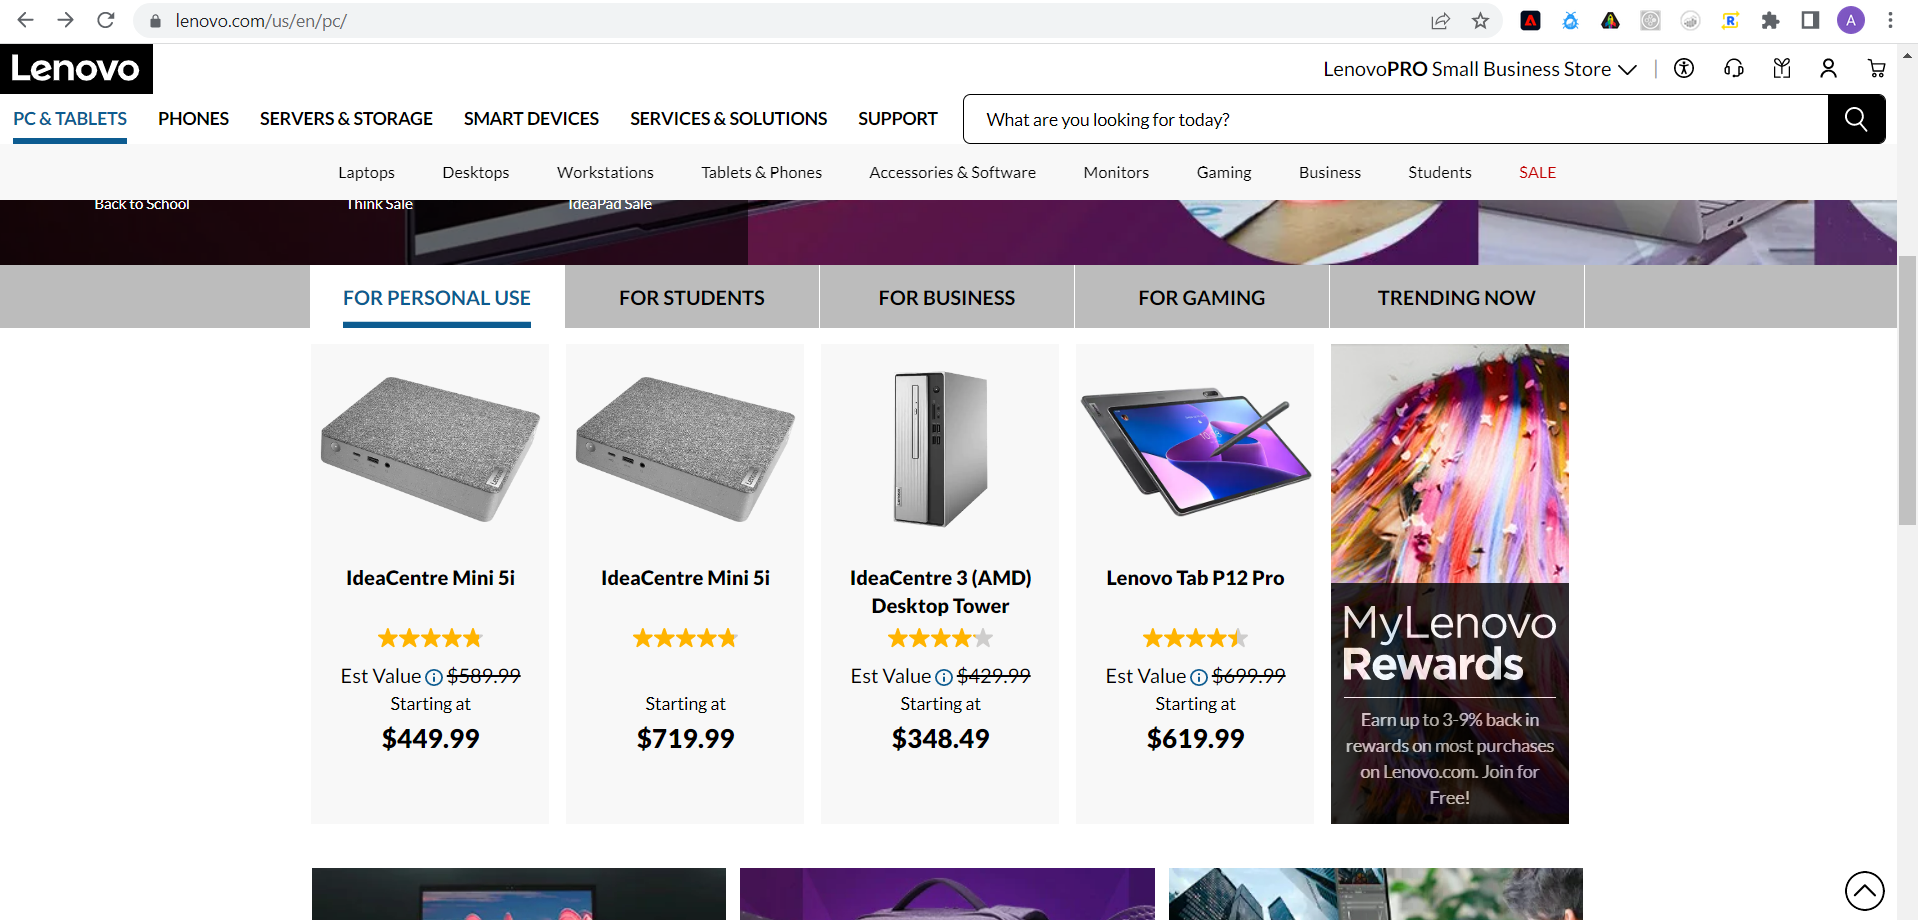 lenovo.com/us/en/pc/
A
Lenovo
LenovoPRO Small Business Store
PC & TABLETS
PHONES
SERVERS & STORAGE
SMART DEVICES
SERVICES & SOLUTIONS
SUPPORT
What are you looking for today?
Laptops
Desktops
Workstations
Tablets & Phones
Accessories & Software
Monitors
Gaming
Business
Students
SALE
Back to School
Think Sale
IdeaPad Sale
FOR PERSONAL USE
FOR STUDENTS
FOR BUSINESS
FOR GAMING
TRENDING NOW
IdeaCentre Mini 5i
Est Value $589.99
Starting at
$449.99
IdeaCentre Mini 5i
Starting at
$719.99
IdeaCentre 3 (AMD)
Desktop Tower
Est Value $429.99
Starting at
$348.49
Lenovo Tab P12 Pro
Est Value $699.99
Starting at
$619.99
MyLenovo
Rewards
Earn up to 3-9% back in
rewards on most purchases
on Lenovo.com. Join for
Free!